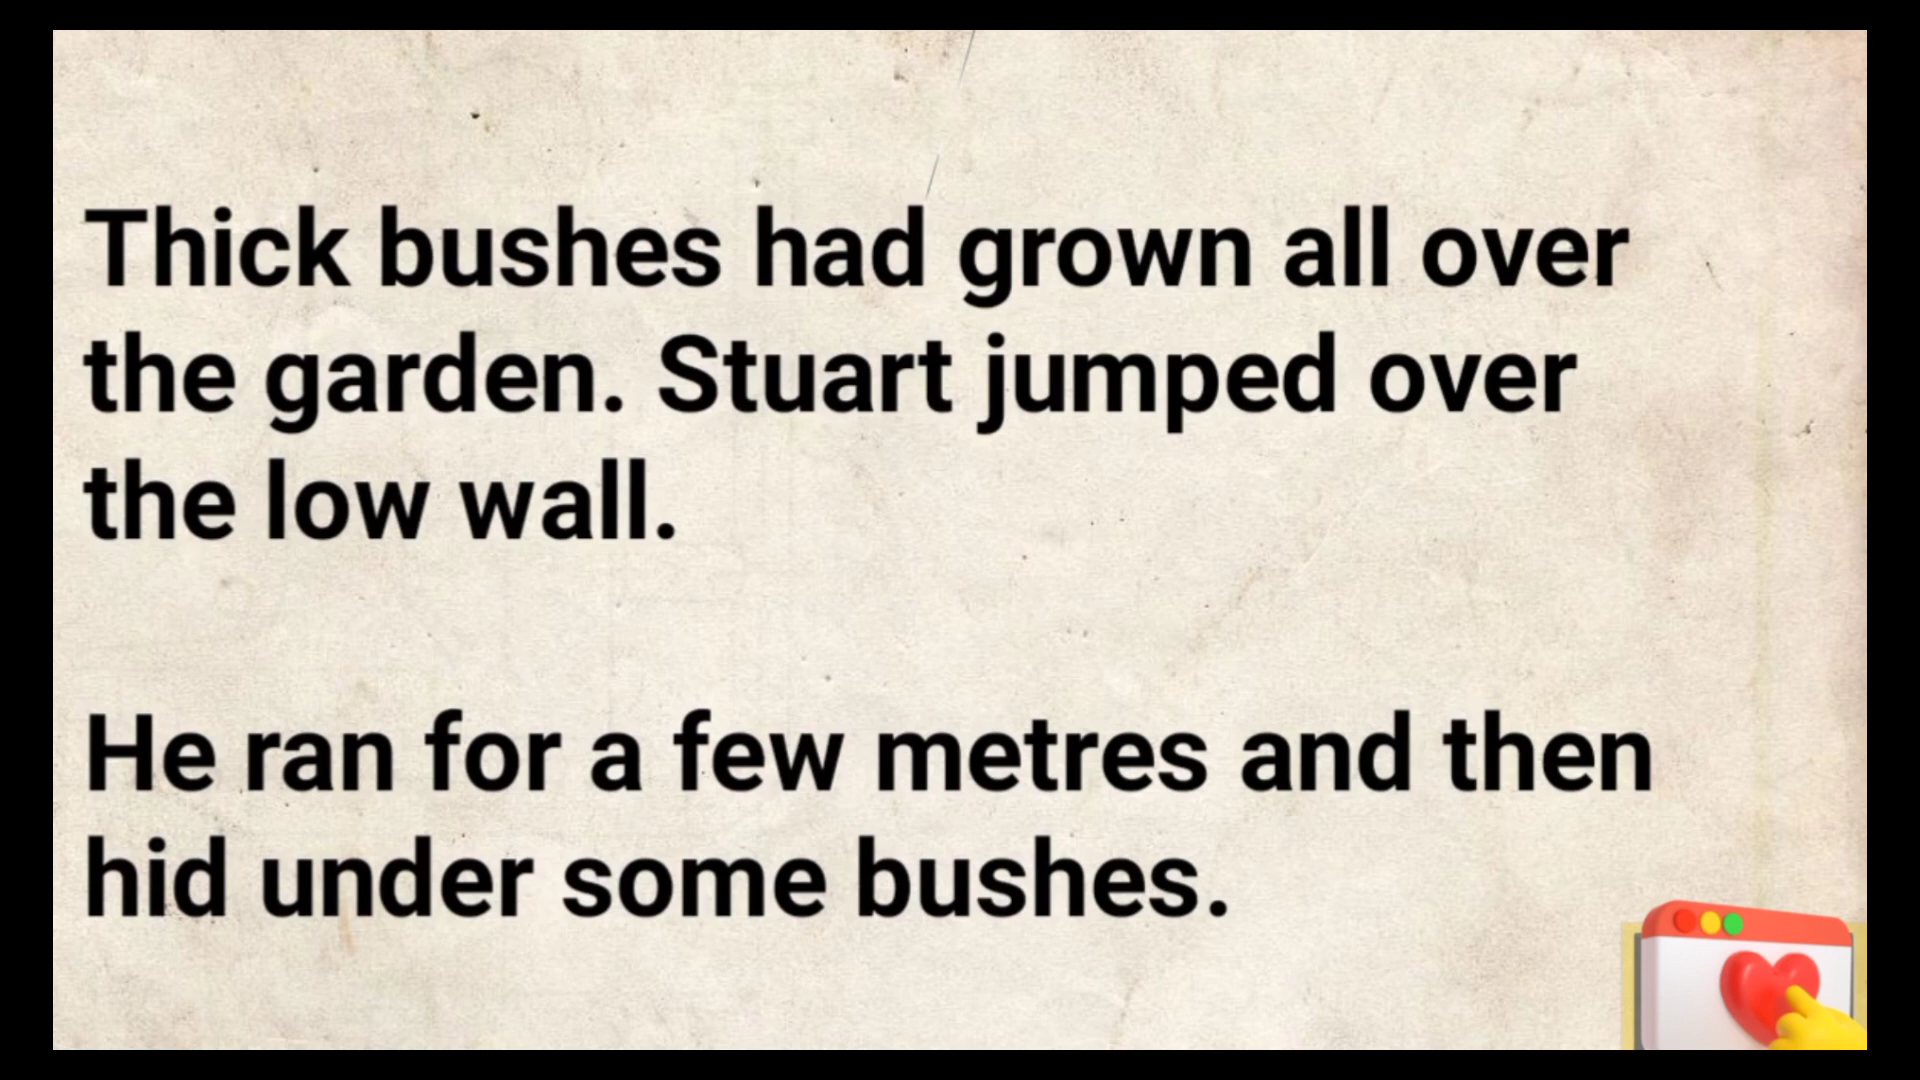 Thick bushes had grown all over
the garden. Stuart jumped over
the low wall.
He ran for a few metres and then
hid under some bushes.